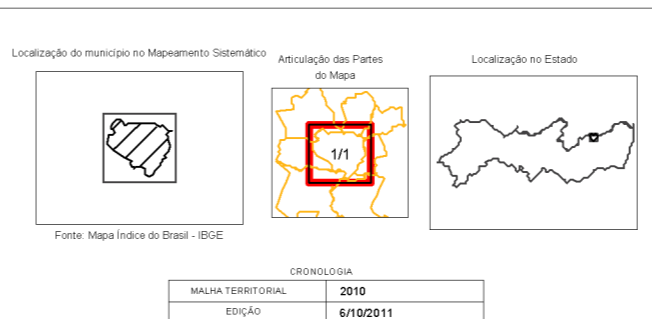 Localização do município no Mapeamento Sistemático
Articulação das Partes
do Mapa
Localização no Estado
1/1
Fonte: Mapa Índice do Brasil - IBGE
CRONOLOGIA
MALHA TERRITORIAL 2010
EDIÇÃO 6/10/2011